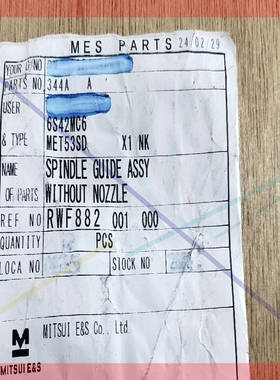 MES PARTS 24/02/29
YOUR O/NO
PARTS NO 344A A
USER
& TYPE
6S42MC6
MET53SD X1 NK
NAME
OF PARTS
SPINDLE GUIDE ASSY
WITHOUT NOZZLE
REF NO RWF882 001 000
QUANTITY PCS
LOCA NO STOCK NO
MITSUI E&S Co., Ltd.
MITSUI E&S